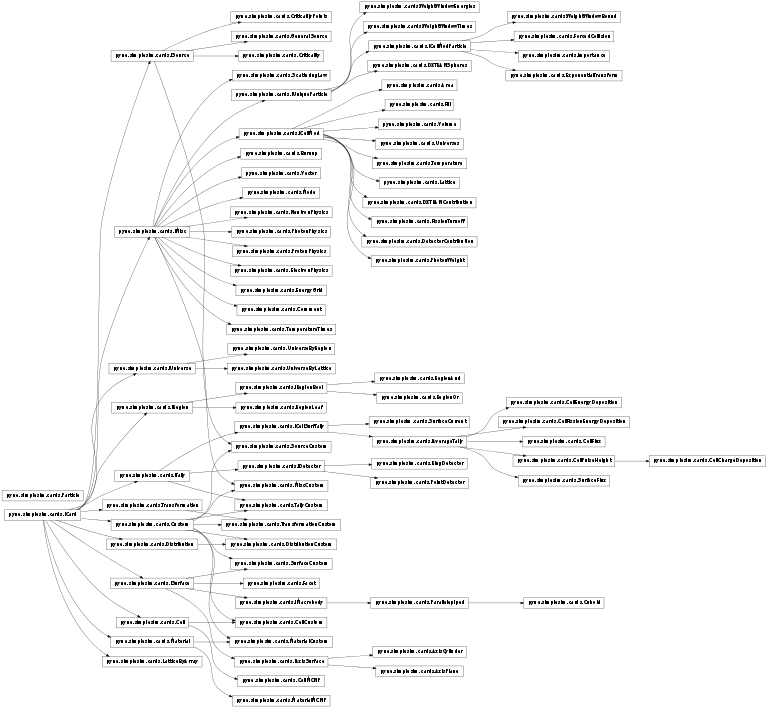 pyne.simplesim.cards.WeightWindowEnergies
pyne.simplesim.cards.CriticalityPoints
pyne.simplesim.cards.WeightWindowBound
pyne.simplesim.cards.WeightWindowTimes
pyne.simplesim.cards.GeneralSource
pyne.simplesim.cards.ForcedCollision
pyne.simplesim.cards.ICellModParticle
pyne.simplesim.cards.ISource
pyne.simplesim.cards.Criticality
pyne.simplesim.cards.Importance
pyne.simplesim.cards.DXTRANSpheres
pyne.simplesim.cards.ScatteringLaw
pyne.simplesim.cards.ExponentialTransform
pyne.simplesim.cards.Area
pyne.simplesim.cards.IUniqueParticle
pyne.simplesim.cards.Fill
pyne.simplesim.cards.Volume
pyne.simplesim.cards.ICellMod
pyne.simplesim.cards.Universes
pyne.simplesim.cards.Burnup
pyne.simplesim.cards.Temperature
pyne.simplesim.cards.Vector
pyne.simplesim.cards.Lattice
pyne.simplesim.cards.Mode
pyne.simplesim.cards.DXTRANContribution
pyne.simplesim.cards.NeutronPhysics
pyne.simplesim.cards.FissionTurnoff
pyne.simplesim.cards.IMisc
pyne.simplesim.cards.PhotonPhysics
pyne.simplesim.cards.DetectorContribution
pyne.simplesim.cards.ProtonPhysics
pyne.simplesim.cards.PhotonWeight
pyne.simplesim.cards.ElectronPhysics
pyne.simplesim.cards.EnergyGrid
pyne.simplesim.cards.Comment
pyne.simplesim.cards.TemperatureTimes
pyne.simplesim.cards.UniverseByRegion
pyne.simplesim.cards.IUniverse
pyne.simplesim.cards.UniverseByLattice
pyne.simplesim.cards.RegionAnd
pyne.simplesim.cards.IRegionBool
pyne.simplesim.cards.RegionOr
pyne.simplesim.cards.CellEnergyDeposition
pyne.simplesim.cards.IRegion
pyne.simplesim.cards.RegionLeaf
pyne.simplesim.cards.SurfaceCurrent
pyne.simplesim.cards.CellFissionEnergyDeposition
pyne.simplesim.cards.ICellSurfTally
pyne.simplesim.cards.IAverageTally
pyne.simplesim.cards.CellFlux
pyne.simplesim.cards.SourceCustom
pyne.simplesim.cards.CellPulseHeight
pyne.simplesim.cards.CellChargeDeposition
pyne.simplesim.cards.IDetector
pyne.simplesim.cards.RingDetector
pyne.simplesim.cards.ITally
pyne.simplesim.cards.SurfaceFlux
pyne.simplesim.cards.PointDetector
pyne.simplesim.cards.MiscCustom
pyne.simplesim.cards.Particle
pyne.simplesim.cards.Transformation
pyne.simplesim.cards.TallyCustom
pyne.simplesim.cards.ICard
pyne.simplesim.cards.Custom
pyne.simplesim.cards.TransformationCustom
pyne.simplesim.cards.Distribution
pyne.simplesim.cards.DistributionCustom
pyne.simplesim.cards.SurfaceCustom
pyne.simplesim.cards.ISurface
pyne.simplesim.cards.Facet
pyne.simplesim.cards.IMacrobody
pyne.simplesim.cards.Parallelepiped
pyne.simplesim.cards.Cuboid
pyne.simplesim.cards.Cell
pyne.simplesim.cards.CellCustom
pyne.simplesim.cards.Material
pyne.simplesim.cards.MaterialCustom
pyne.simplesim.cards.AxisCylinder
pyne.simplesim.cards.LatticeByArray
pyne.simplesim.cards.IAxisSurface
pyne.simplesim.cards.AxisPlane
pyne.simplesim.cards.CellMCNP
pyne.simplesim.cards.MaterialMCNP